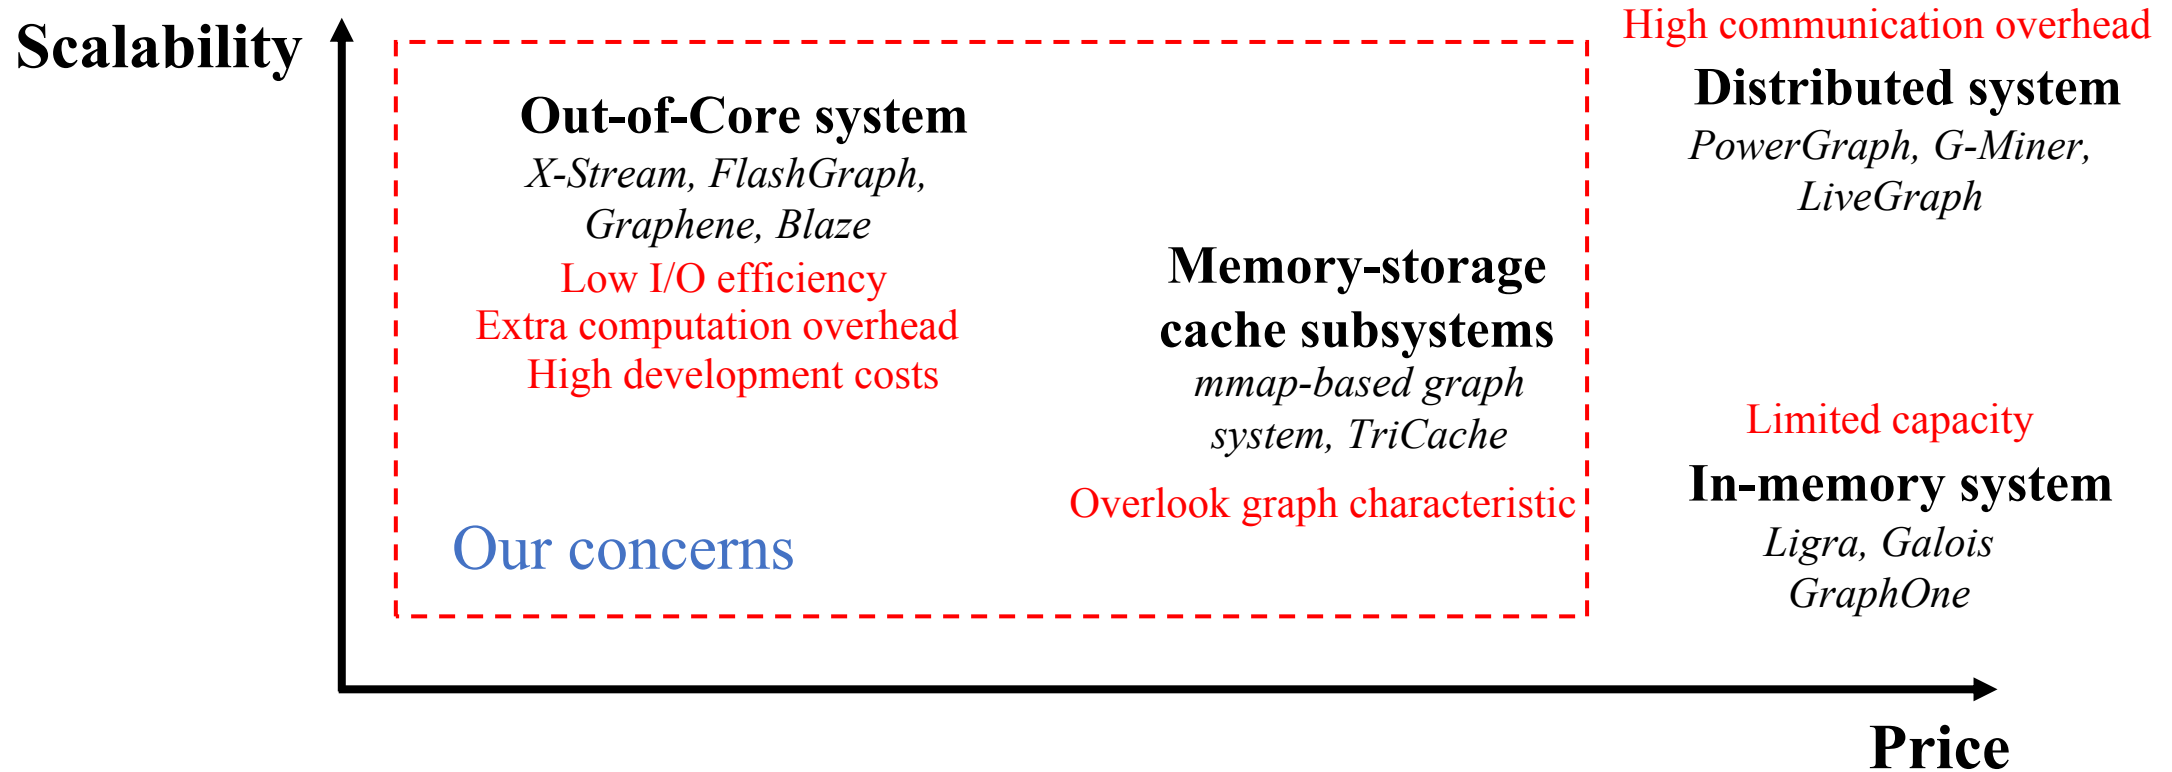 Scalability
Out-of-Core system
X-Stream, FlashGraph,
Graphene, Blaze
Low I/O efficiency
Extra computation overhead
High development costs
Our concerns
Memory-storage
cache subsystems
mmap-based graph
system, TriCache
Overlook graph characteristic
High communication overhead
Distributed system
PowerGraph, G-Miner,
LiveGraph
Limited capacity
In-memory system
Ligra, Galois
GraphOne
Price